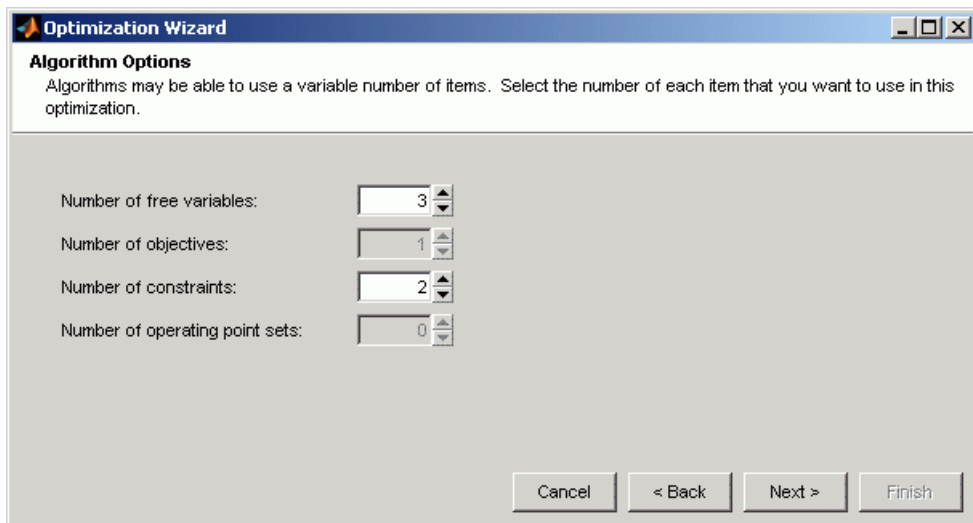 Optimization Wizard
Algorithm Options
Algorithms may be able to use a variable number of items. Select the number of each item that you want to use in this
optimization.
Number of free variables: 3
Number of objectives: 1
Number of constraints: 2
Number of operating point sets: 0
Cancel < Back Next > Finish